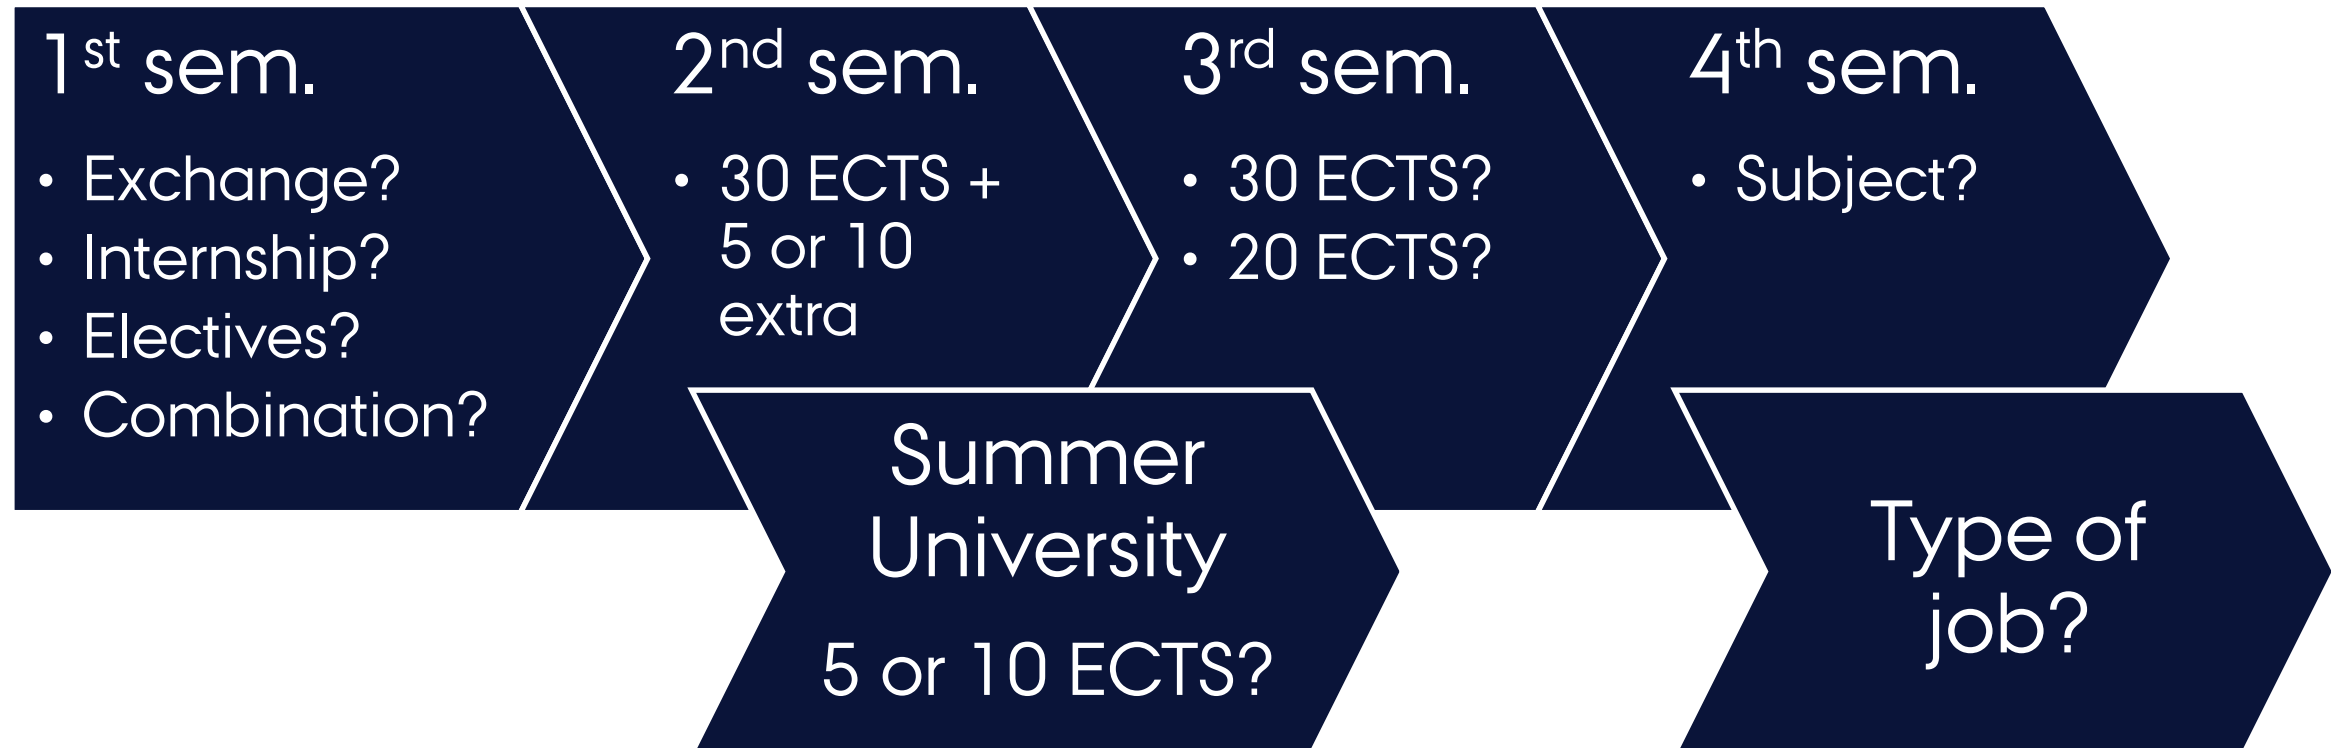 1st sem.
• Exchange?
• Internship?
• Electives?
• Combination?
2nd sem.
• 30 ECTS +
5 or 10
extra
3rd sem.
• 30 ECTS?
• 20 ECTS?
4th sem.
• Subject?
Summer
University
5 or 10 ECTS?
Type of
job?